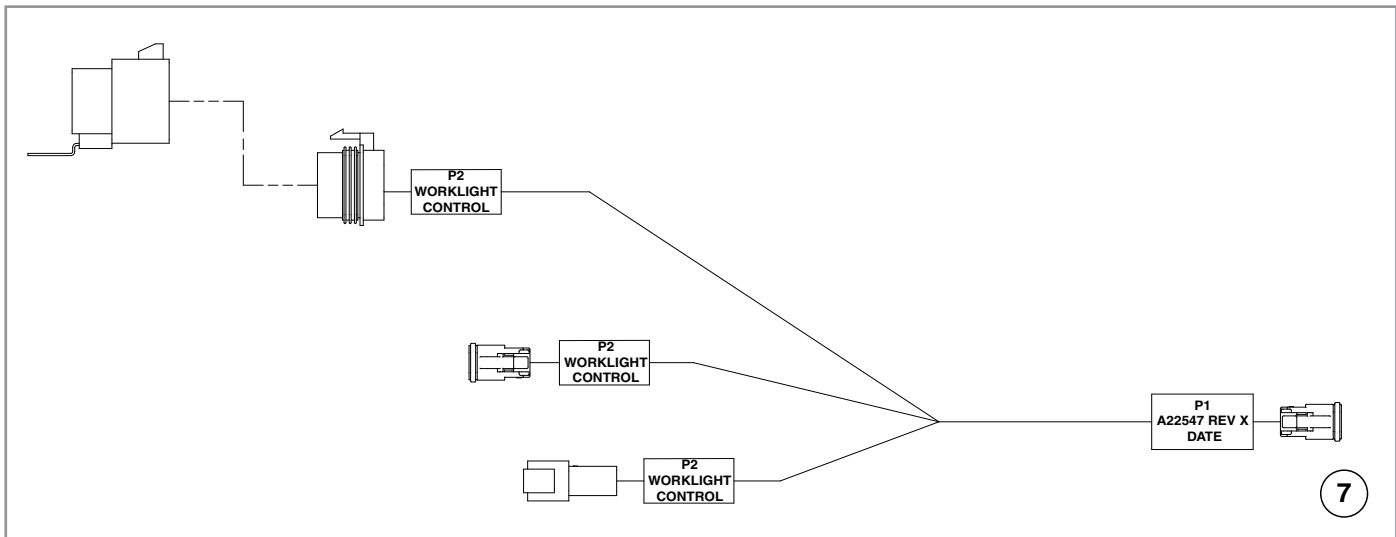 P2
WORKLIGHT
CONTROL
P2
WORKLIGHT
CONTROL
P1
A22547 REV X
DATE
P2
WORKLIGHT
CONTROL
7